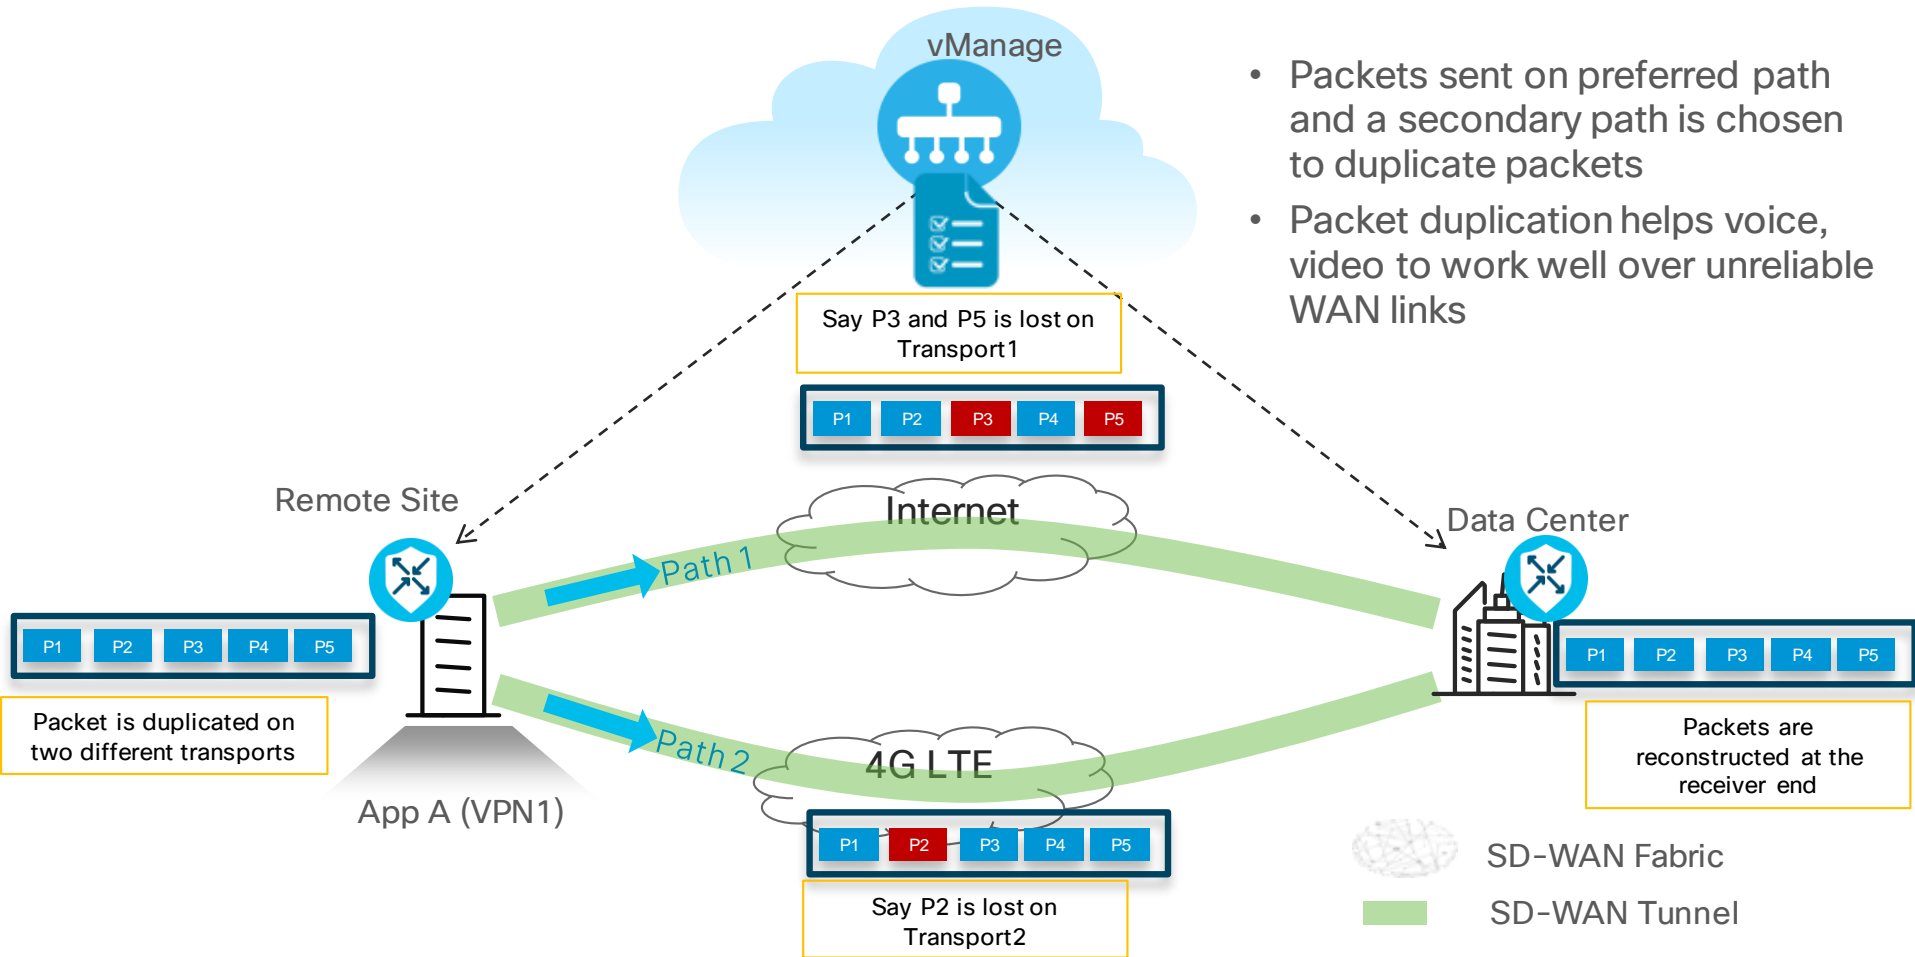 vManage
• Packets sent on preferred path
and a secondary path is chosen
to duplicate packets
• Packet duplication helps voice,
video to work well over unreliable
WAN links
Say P3 and P5 is lost on
Transport1
P1 P2 P3 P4 P5
Remote Site
Internet
Data Center
Path 1
P1 P2 P3 P4 P5
P1 P2 P3 P4 P5
Packet is duplicated on
two different transports
Path 2
4G LTE
Packets are
reconstructed at the
receiver end
App A (VPN1)
P1 P2 P3 P4 P5
Say P2 is lost on
Transport2
SD-WAN Fabric
SD-WAN Tunnel